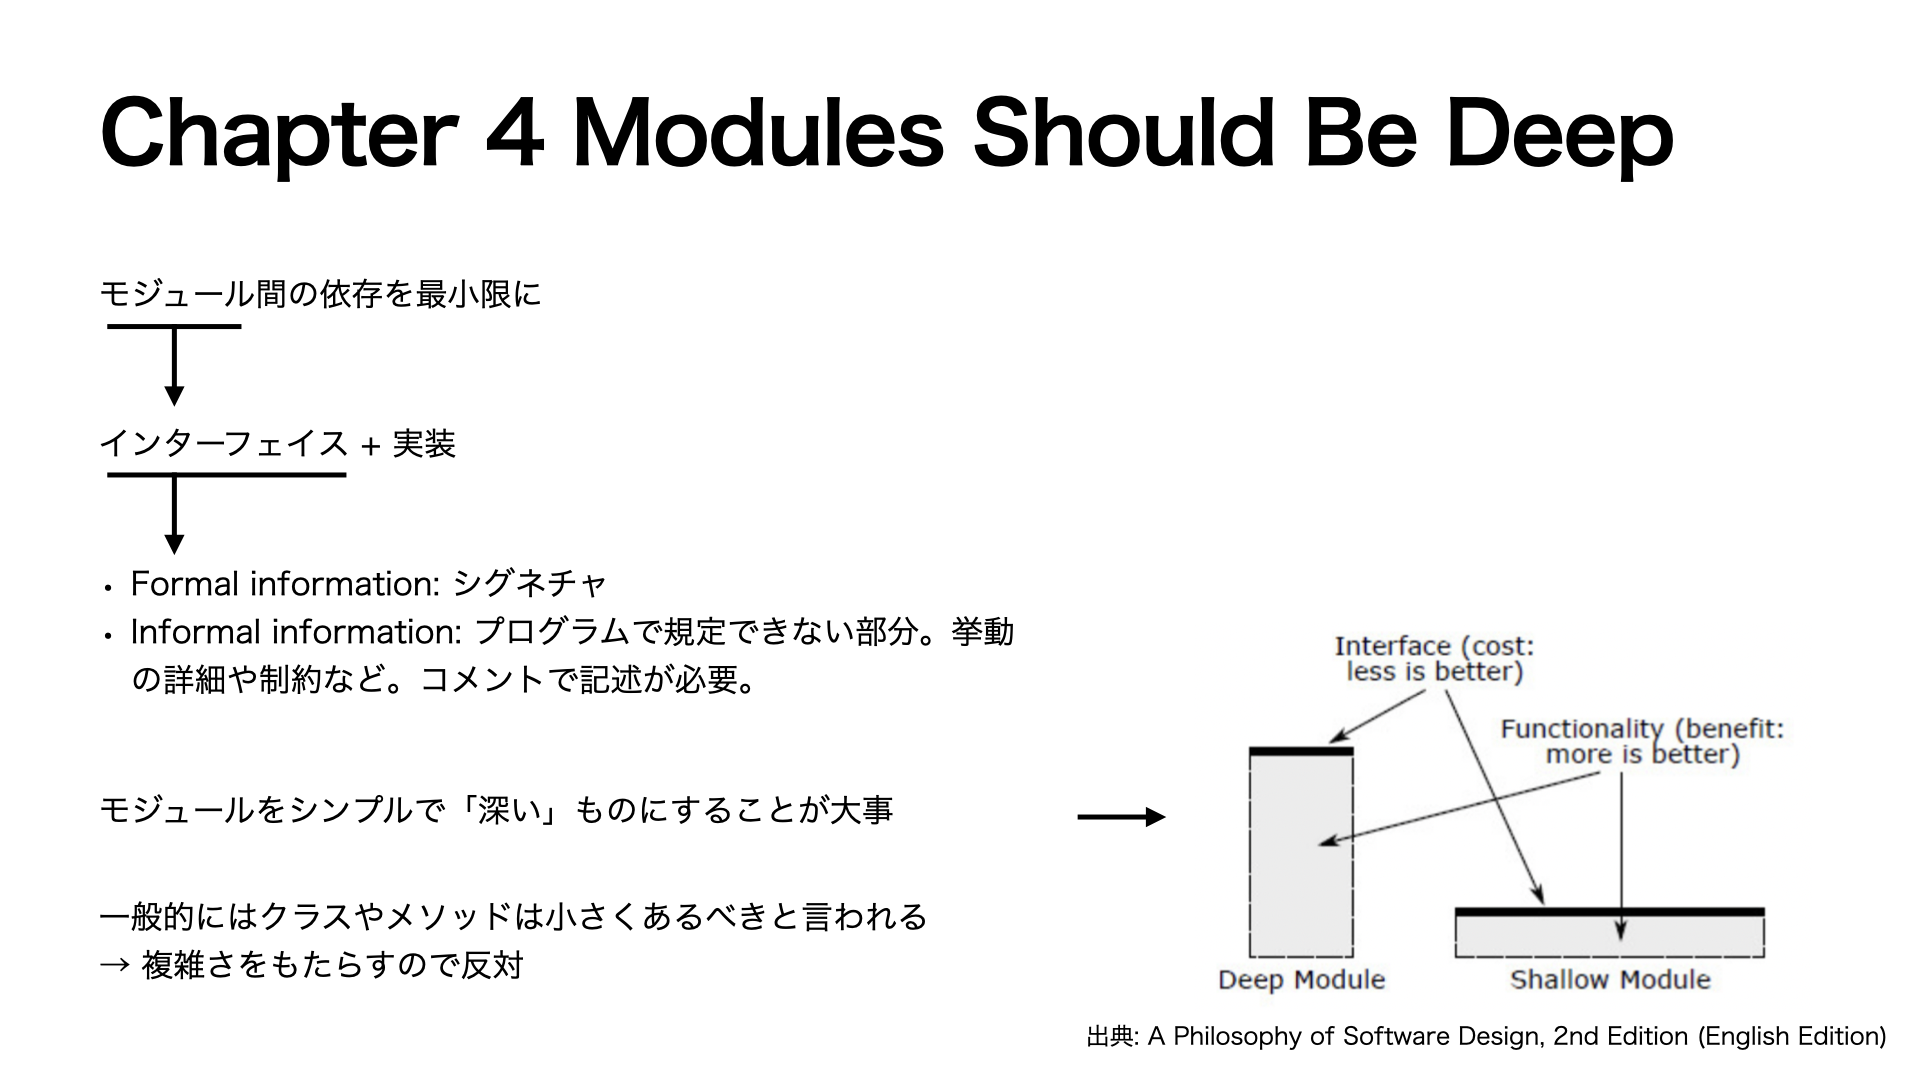 Chapter 4 Modules Should Be Deep
モジュール間の依存を最小限に
インターフェイス + 実装
• Formal information: シグネチャ
• Informal information: プログラムで規定できない部分。挙動
の詳細や制約など。コメントで記述が必要。
モジュールをシンプルで「深い」ものにすることが大事
一般的にはクラスやメソッドは小さくあるべきと言われる
→ 複雑さをもたらすので反対
Interface (cost:
less is better)
Functionality (benefit:
more is better)
Deep Module
Shallow Module
出典: A Philosophy of Software Design, 2nd Edition (English Edition)